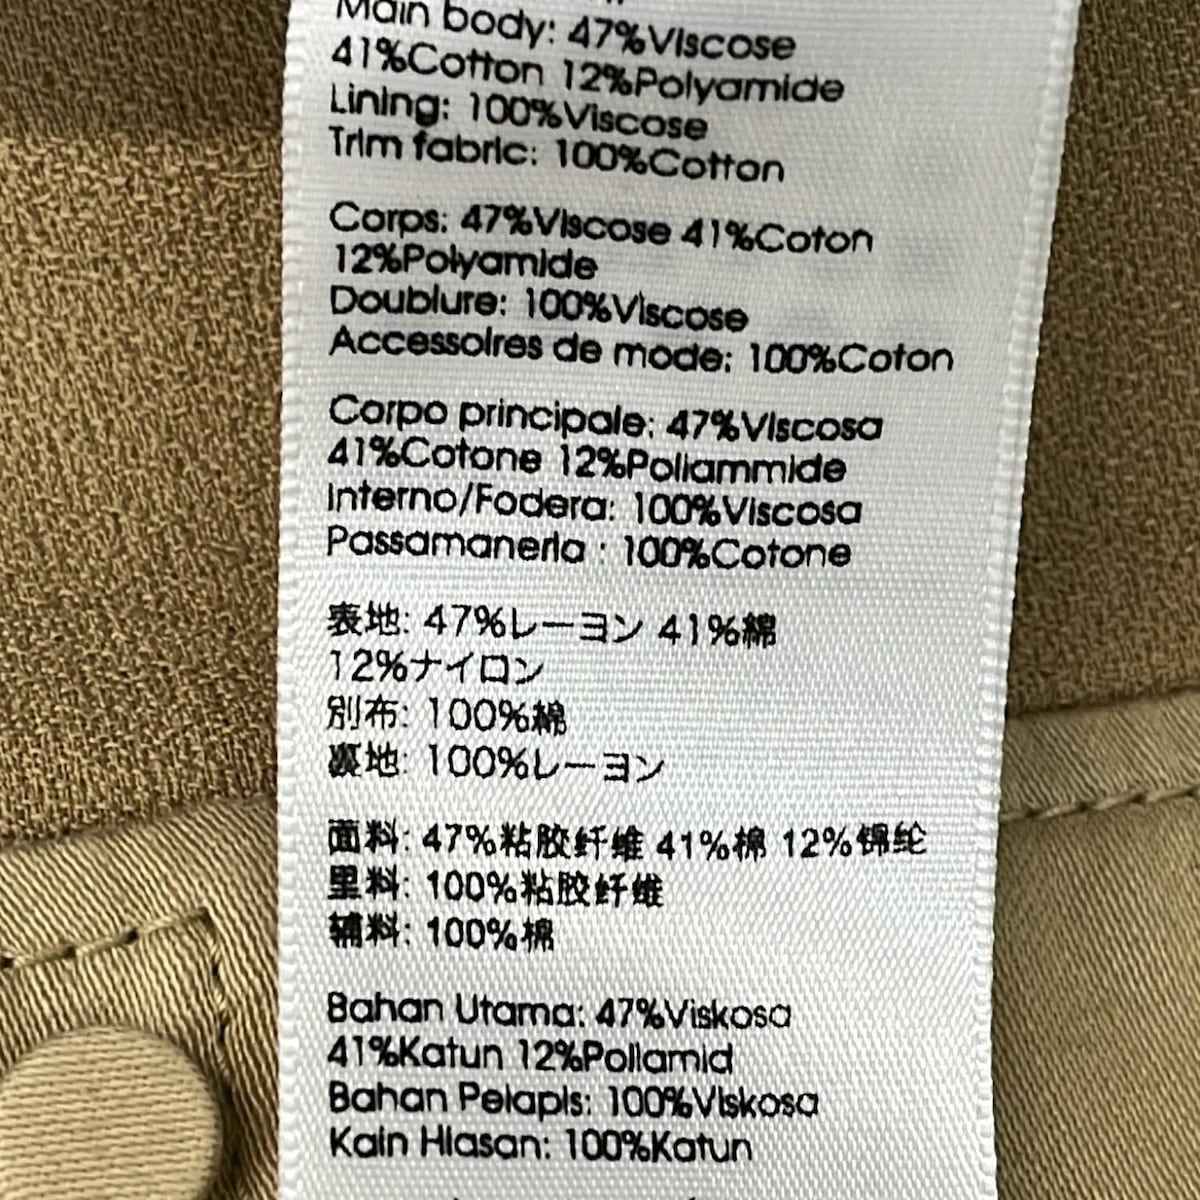 Main body: 47%Viscose
41%Cotton 12%Polyamide
Lining: 100%Viscose
Trim fabric: 100%Cotton
Corps: 47%Viscose 41%Coton
12%Polyamide
Doublure: 100%Viscose
Accessoires de mode: 100%Coton
Corpo principale: 47%Viscosa
41%Cotone 12%Poliammide
Interno/Fodera: 100%Viscosa
Passamaneria : 100%Cotone
表地: 47%レーヨン 41%綿
12%ナイロン
別布: 100%綿
裏地: 100%レーヨン
面料: 47%粘胶纤维 41%棉 12%锦纶
里料: 100%粘胶纤维
辅料: 100%棉
Bahan Utama: 47%Viskosa
41%Katun 12%Poliamid
Bahan Pelapis: 100%Viskosa
Kain Hiasan: 100%Katun